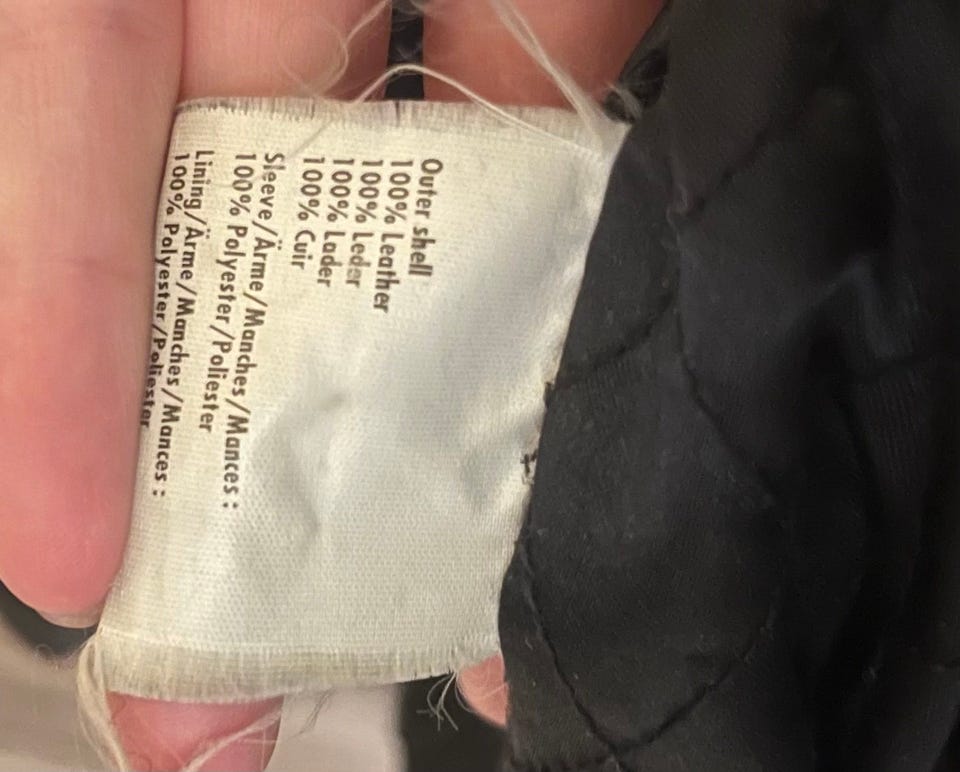 Outer shell
100% Leather
100% Leder
100% Lader
100% Cuir
Sleeve/Ärme/Manches/Mances :
100% Polyester/Poliester
Lining/Ärme/Manches/Mances :
100% Polyester/Poliester